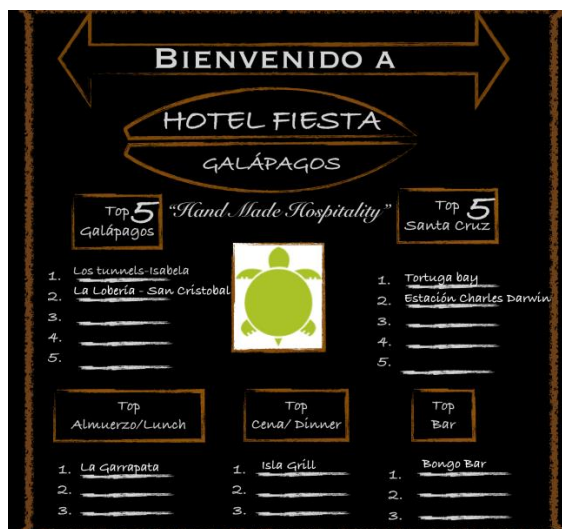 BIENVENIDO A
HOTEL FIESTA
GALÁPAGOS
"Hand Made Hospitality"
Top 5
Galápagos
1. Los tunnels-Isabela
2. La Lobería - San Cristobal
3.
4.
5.
Top 5
Santa Cruz
1. Tortuga bay
2. Estación Charles Darwin
3.
4.
5.
Top
Almuerzo/Lunch
1. La Garrapata
2.
3.
Top
Cena/Dinner
1. Isla Grill
2.
3.
Top
Bar
1. Bongo Bar
2.
3.